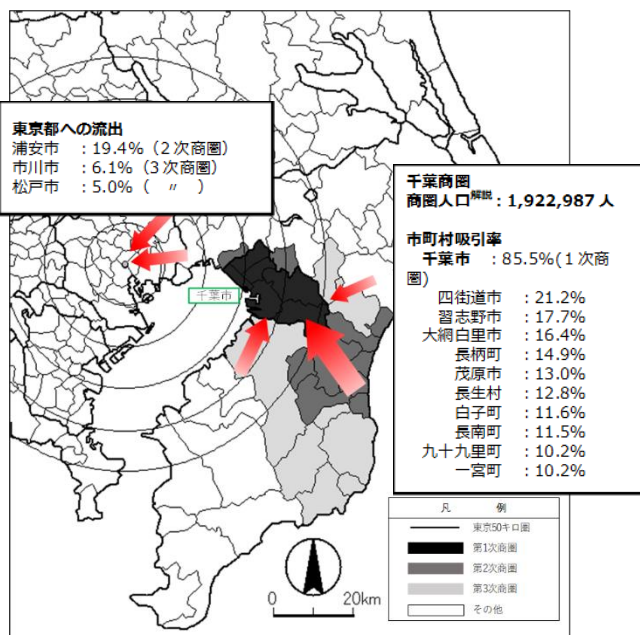 東京都への流出
浦安市 ：19.4%（２次商圏）
市川市 ：6.1%（３次商圏）
松戸市 ：5.0%（ 〃 ）
千葉商圏
商圏人口解説：1,922,987 人
市町村吸引率
千葉市 ：85.5%(１次商
圏)
四街道市 ：21.2%
習志野市 ：17.7%
大網白里市 ：16.4%
長柄町 ：14.9%
茂原市 ：13.0%
長生村 ：12.8%
白子町 ：11.6%
長南町 ：11.5%
九十九里町 ：10.2%
一宮町 ：10.2%
千葉市
凡 例
東京50キロ圏
第1次商圏
第2次商圏
第3次商圏
その他
0 20km